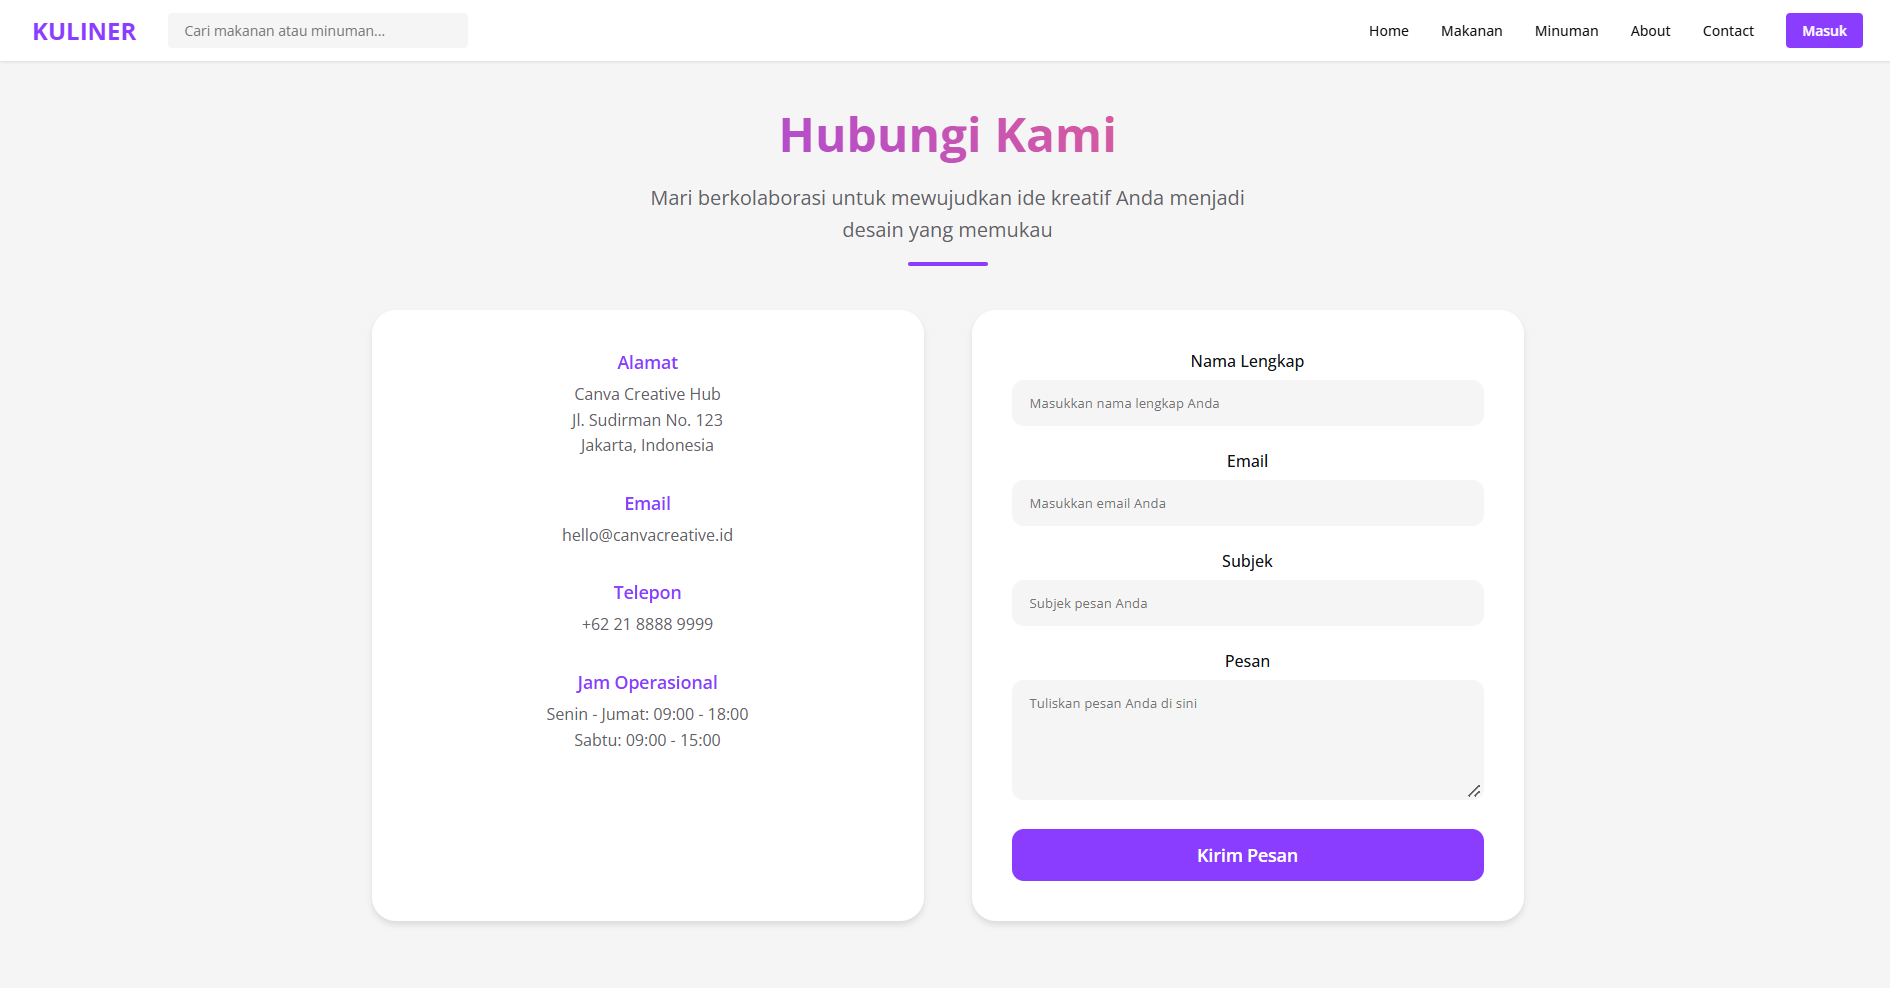 KULINER
Cari makanan atau minuman...
Home
Makanan
Minuman
About
Contact
Masuk
Hubungi Kami
Mari berkolaborasi untuk mewujudkan ide kreatif Anda menjadi
desain yang memukau
Alamat
Canva Creative Hub
Jl. Sudirman No. 123
Jakarta, Indonesia
Email
hello@canvacreative.id
Telepon
+62 21 8888 9999
Jam Operasional
Senin - Jumat: 09:00 - 18:00
Sabtu: 09:00 - 15:00
Nama Lengkap
Masukkan nama lengkap Anda
Email
Masukkan email Anda
Subjek
Subjek pesan Anda
Pesan
Tuliskan pesan Anda di sini
Kirim Pesan